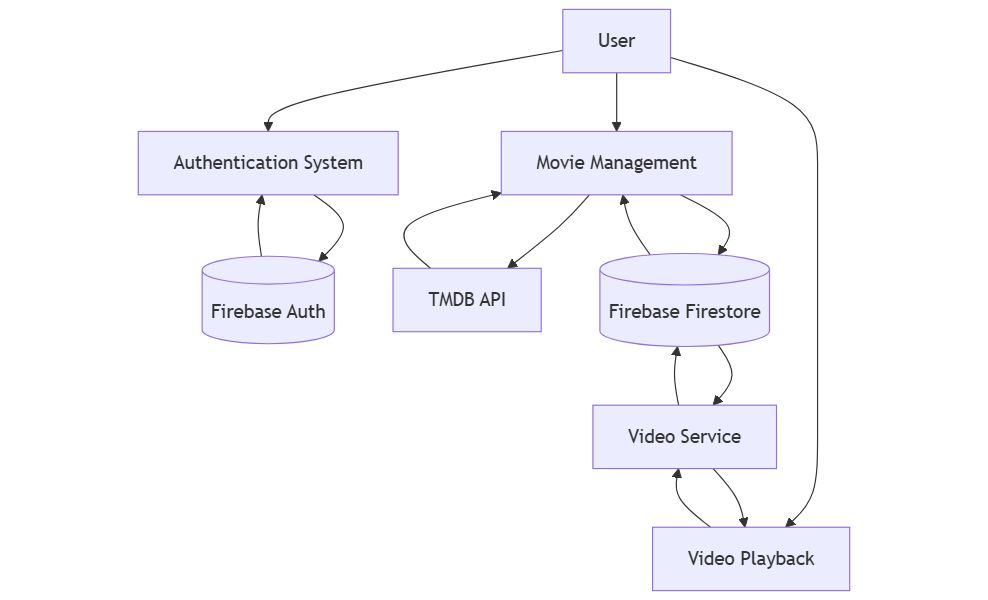 User
Authentication System
Movie Management
TMDB API
Firebase Auth
Firebase Firestore
Video Service
Video Playback